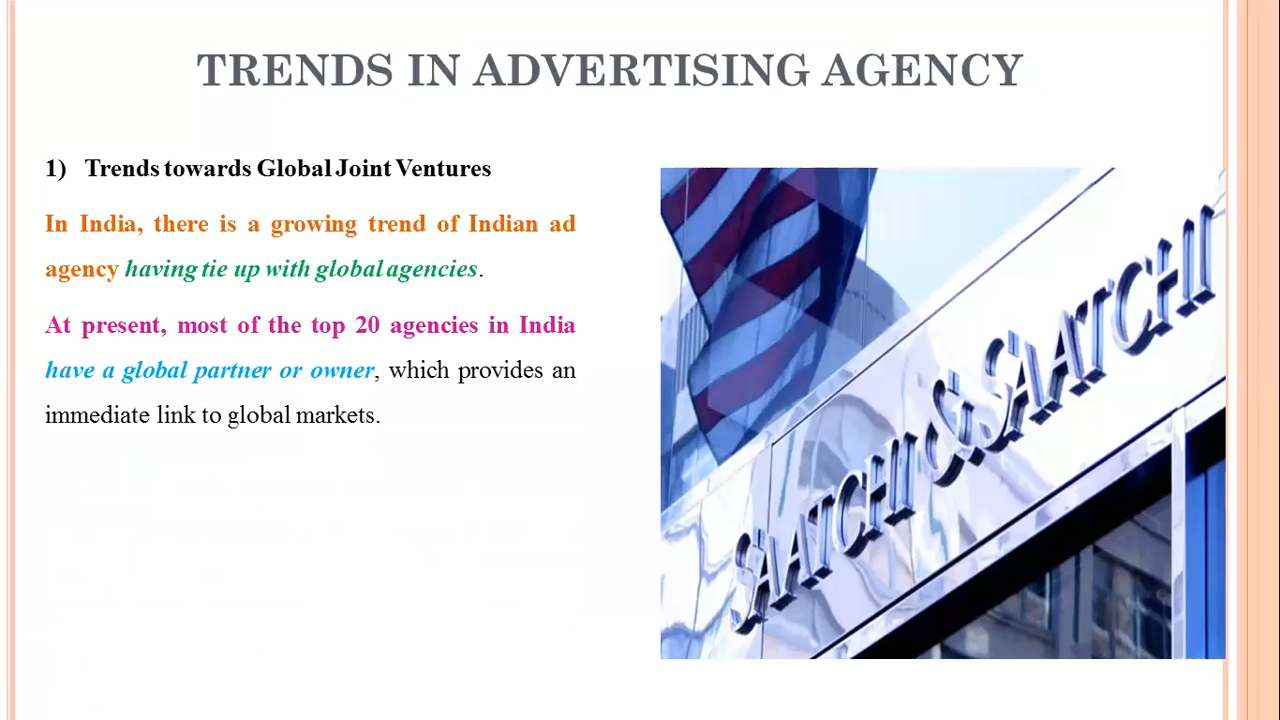 TRENDS IN ADVERTISING AGENCY
1) Trends towards Global Joint Ventures
In India, there is a growing trend of Indian ad
agency having tie up with global agencies.
At present, most of the top 20 agencies in India
have a global partner or owner, which provides an
immediate link to global markets.
SAATCHI & SAATCHI